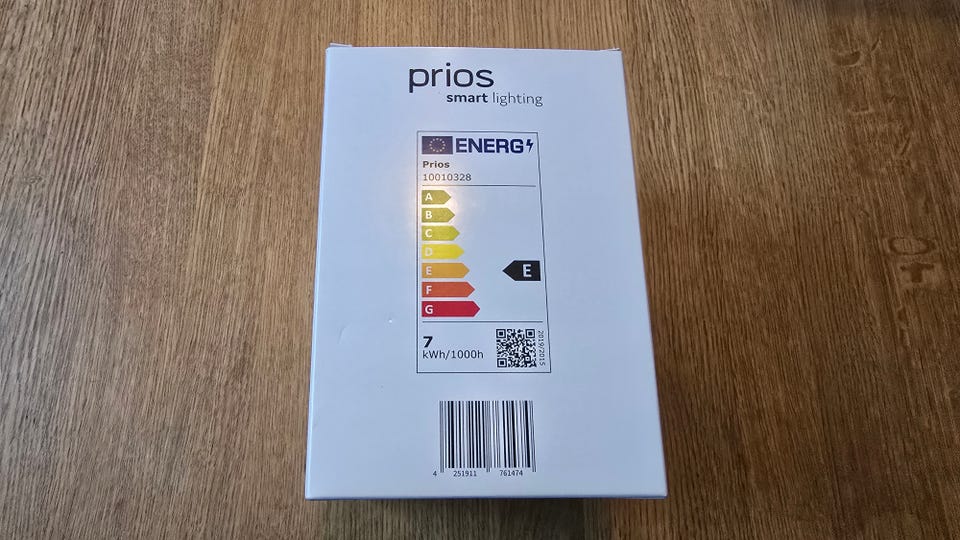 prios
smart lighting
ENERG
Prios
10010328
A
B
C
D
E
E
F
G
7
kWh/1000h
2019/2015
4 251911 761474